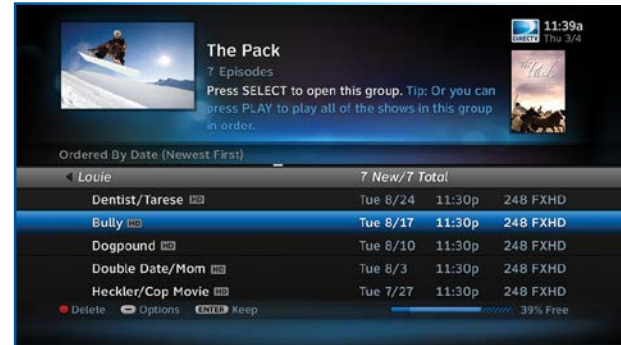 The Pack
7 Episodes
Press SELECT to open this group. Tip: Or you can
press PLAY to play all of the shows in this group
in order.
DIRECTV
11:39a
Thu 3/4
The Pack
Ordered By Date (Newest First)
Louie 7 New/7 Total
Dentist/Tarese HD Tue 8/24 11:30p 248 FXHD
Bully HD Tue 8/17 11:30p 248 FXHD
Dogpound HD Tue 8/10 11:30p 248 FXHD
Double Date/Mom HD Tue 8/3 11:30p 248 FXHD
Heckler/Cop Movie HD Tue 7/27 11:30p 248 FXHD
Delete Options ENTER Keep 39% Free